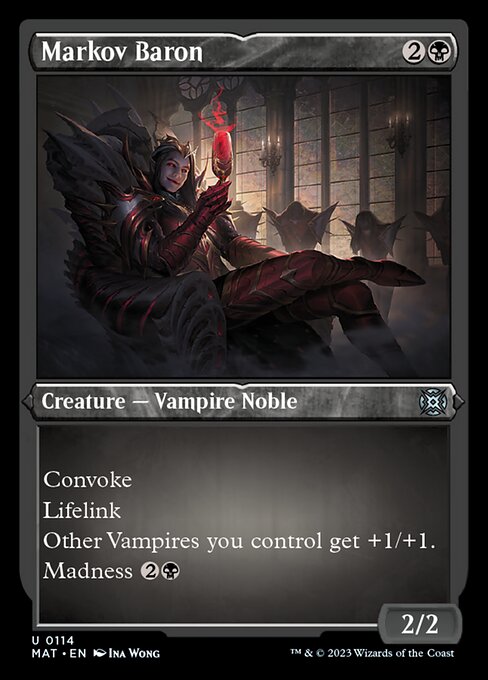 Markov Baron 2
Creature — Vampire Noble
Convoke
Lifelink
Other Vampires you control get +1/+1.
Madness 2
2/2
U 0114
MAT • EN Ina Wong
™ & © 2023 Wizards of the Coast